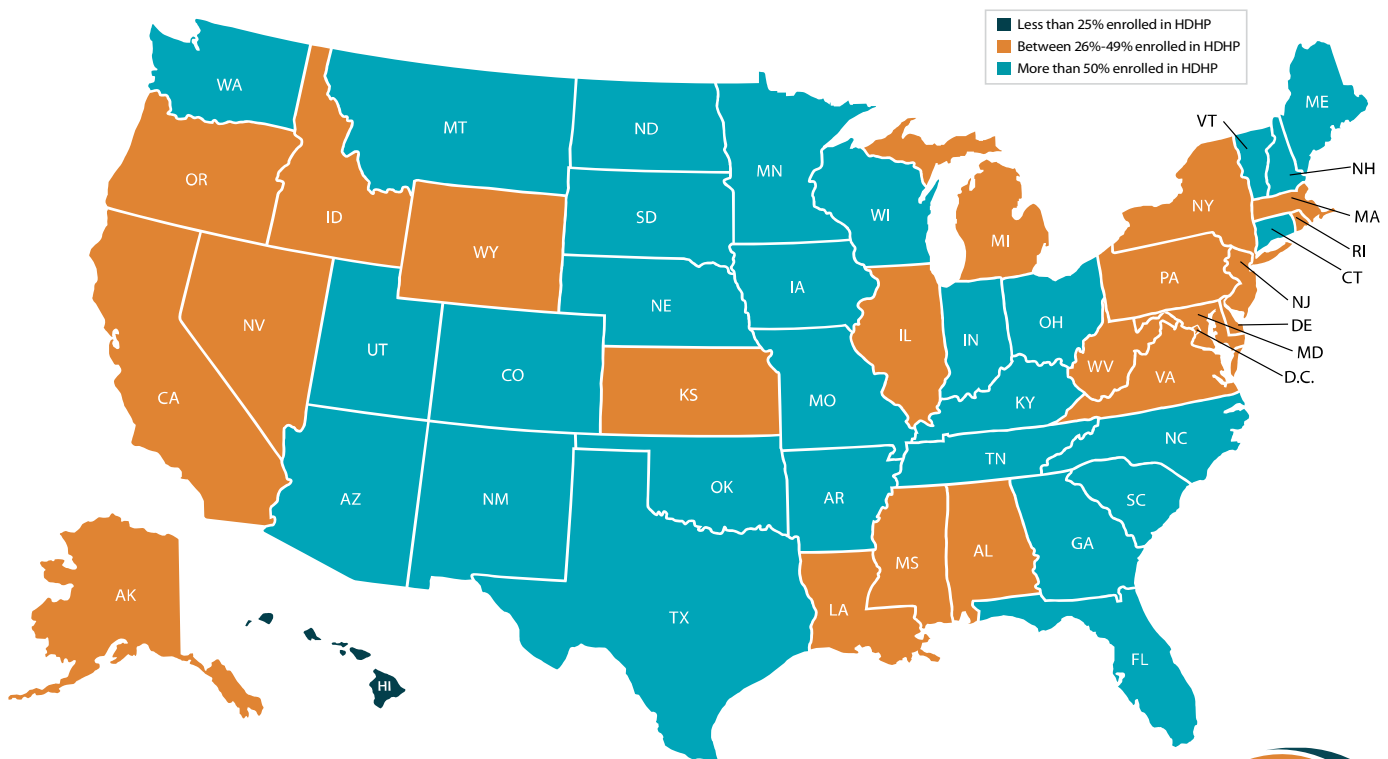 Less than 25% enrolled in HDHP
Between 26%-49% enrolled in HDHP
More than 50% enrolled in HDHP
WA
MT
ND
MN
ME
VT
NH
OR
ID
SD
WI
MI
NY
MA
RI
CT
WY
IA
NE
PA
NJ
DE
MD
D.C.
NV
UT
CO
IL
IN
OH
WV
VA
CA
KS
MO
KY
NC
TN
AZ
NM
OK
AR
SC
MS
AL
GA
AK
LA
TX
FL
HI